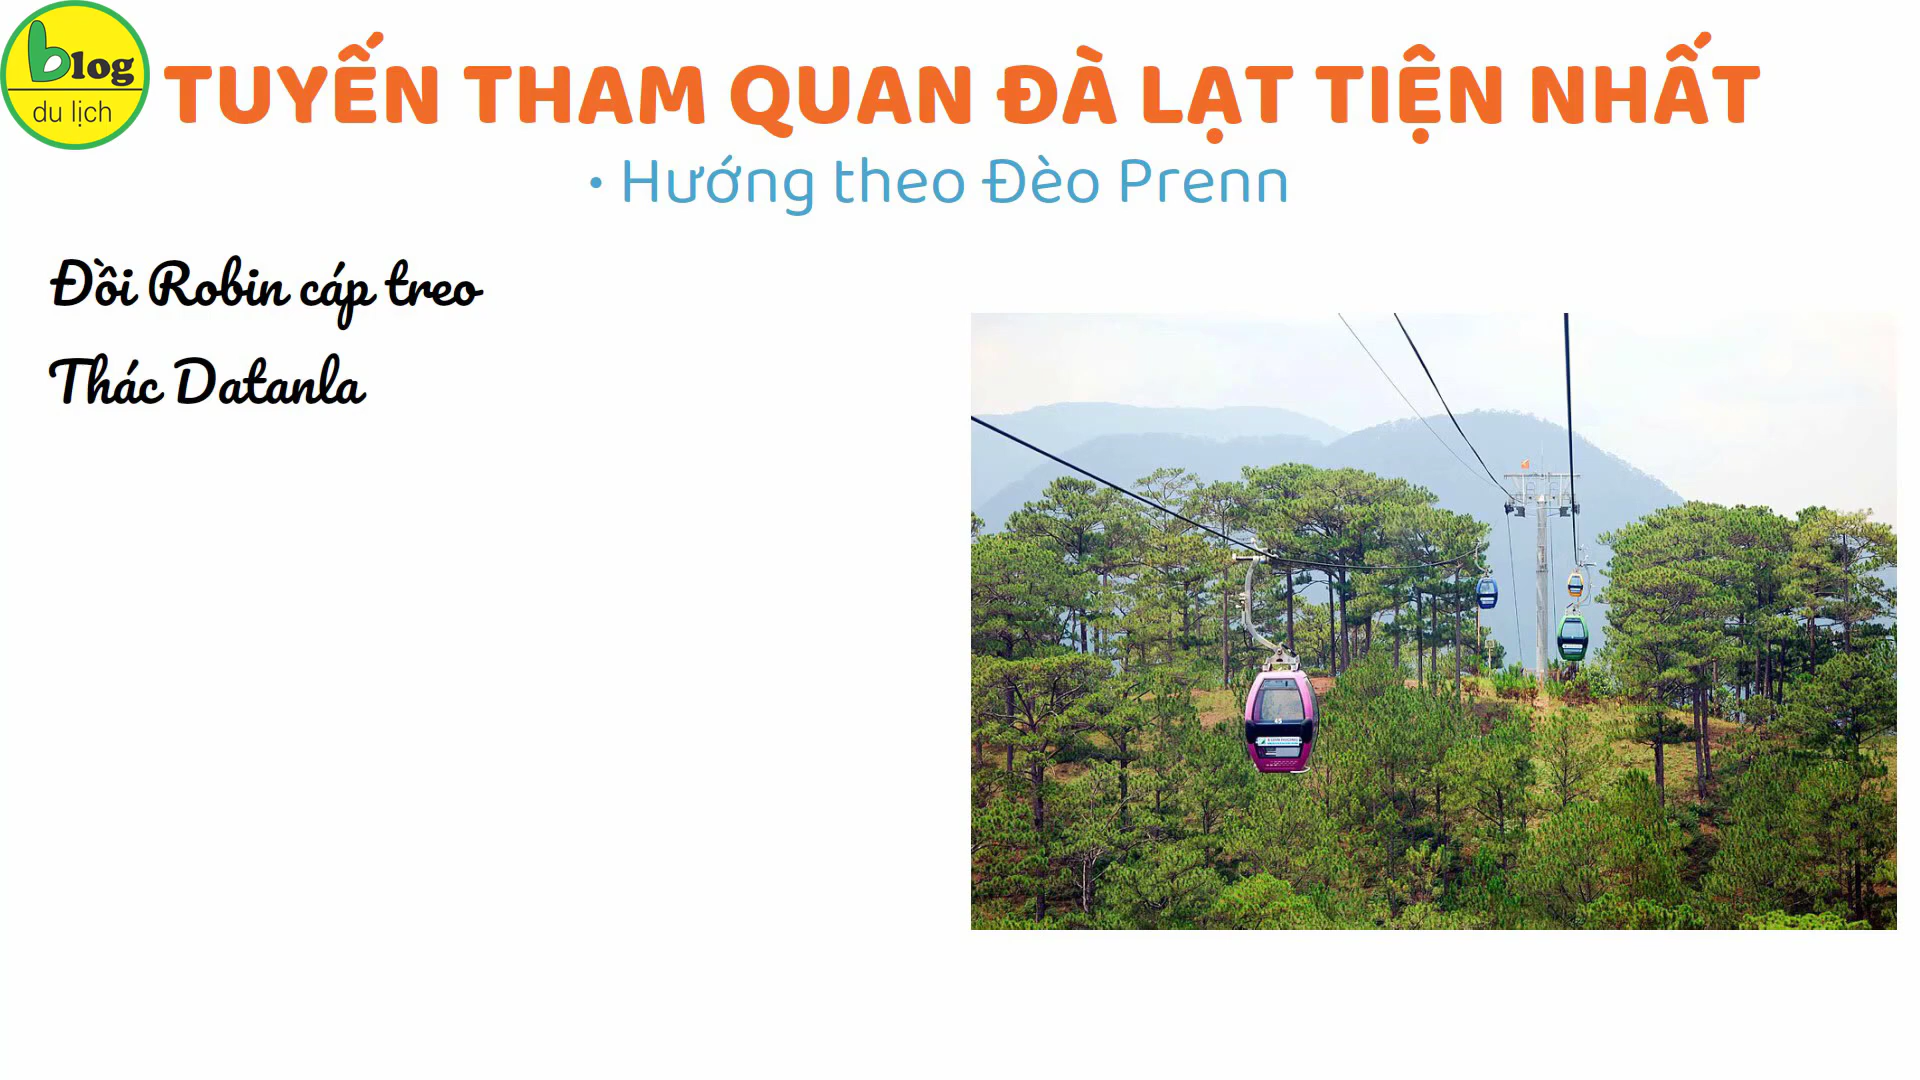 blog
du lịch
TUYẾN THAM QUAN ĐÀ LẠT TIỆN NHẤT
• Hướng theo Đèo Prenn
Đồi Robin cáp treo
Thác Datanla
45